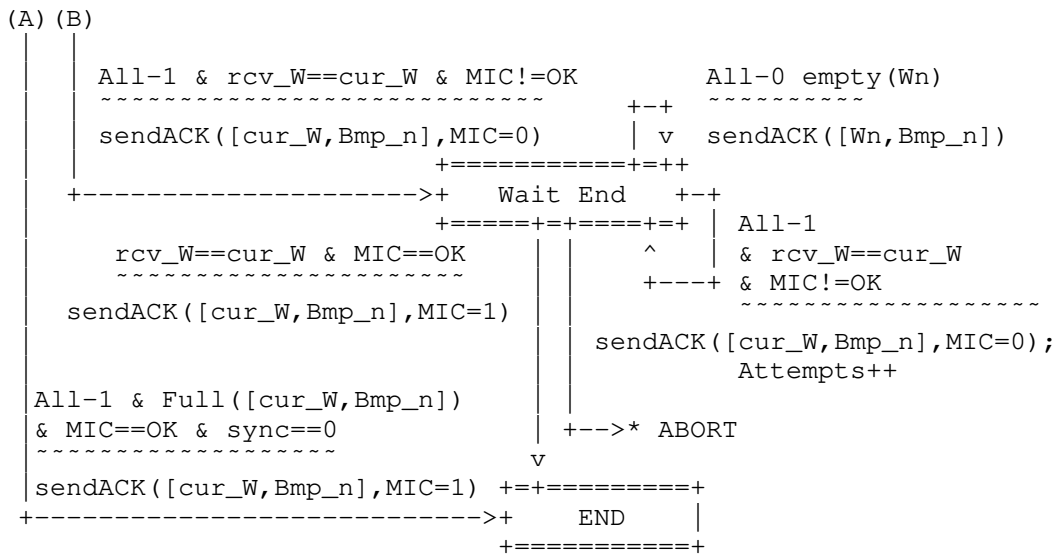 (A)(B)
All-1 & rcv_W==cur_W & MIC!=OK All-0 empty(Wn)
sendACK([cur_W,Bmp_n],MIC=0) v sendACK([Wn,Bmp_n])
Wait End
All-1
rcv_W==cur_W & MIC==OK ^ & rcv_W==cur_W
& MIC!=OK
sendACK([cur_W,Bmp_n],MIC=1)
sendACK([cur_W,Bmp_n],MIC=0);
Attempts++
All-1 & Full([cur_W,Bmp_n])
& MIC==OK & sync==0 +-->* ABORT
v
sendACK([cur_W,Bmp_n],MIC=1)
END